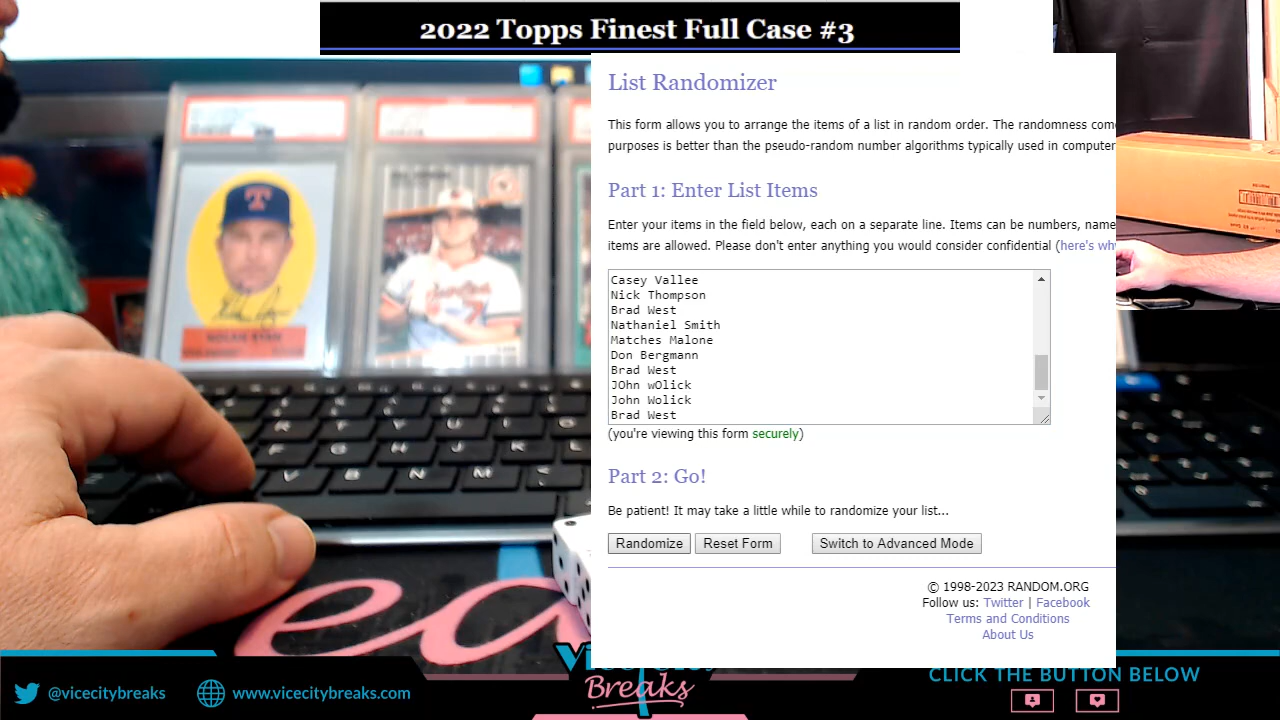 2022 Topps Finest Full Case #3
List Randomizer
This form allows you to arrange the items of a list in random order. The randomness com
purposes is better than the pseudo-random number algorithms typically used in computer
Part 1: Enter List Items
Enter your items in the field below, each on a separate line. Items can be numbers, name
items are allowed. Please don't enter anything you would consider confidential (here's wh
Casey Vallee
Nick Thompson
Brad West
Nathaniel Smith
Matches Malone
Don Bergmann
Brad West
JOhn wOlick
John Wolick
Brad West
(you're viewing this form securely)
Part 2: Go!
Be patient! It may take a little while to randomize your list...
Randomize Reset Form Switch to Advanced Mode
© 1998-2023 RANDOM.ORG
Follow us: Twitter | Facebook
Terms and Conditions
About Us
T
NOLAN RYAN
Breaks
CLICK THE BUTTON BELOW
@vicecitybreaks
www.vicecitybreaks.com